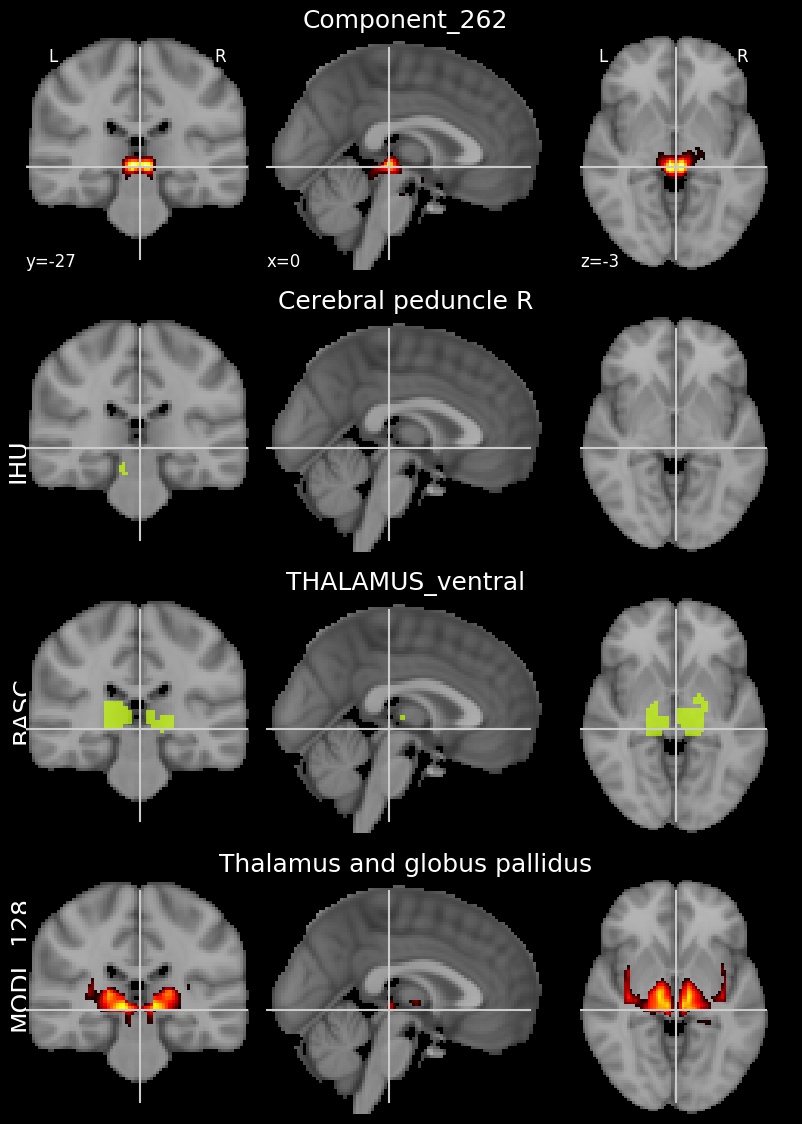 Component_262
L R L R
y=-27 x=0 z=-3
Cerebral peduncle R
IHU
THALAMUS_ventral
BASC
Thalamus and globus pallidus
MODL_128